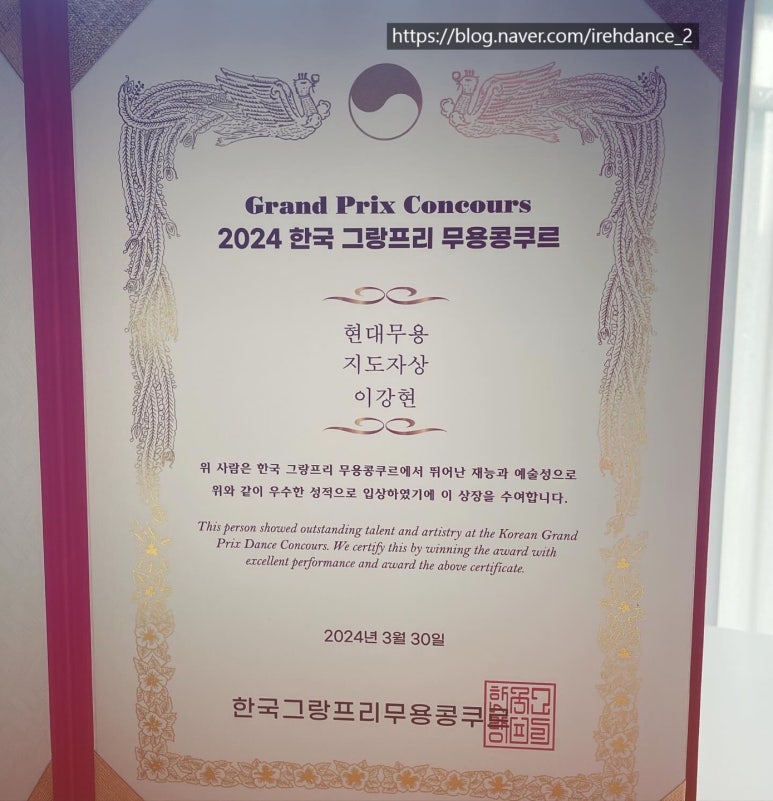 https://blog.naver.com/irehdance_2
Grand Prix Concours
2024 한국 그랑프리 무용콩쿠르
현대무용
지도자상
이강현
위 사람은 한국 그랑프리 무용콩쿠르에서 뛰어난 재능과 예술성으로
위와 같이 우수한 성적으로 입상하였기에 이 상장을 수여합니다.
This person showed outstanding talent and artistry at the Korean Grand
Prix Dance Concours. We certify this by winning the award with
excellent performance and award the above certificate.
2024년 3월 30일
한국그랑프리무용콩쿠르